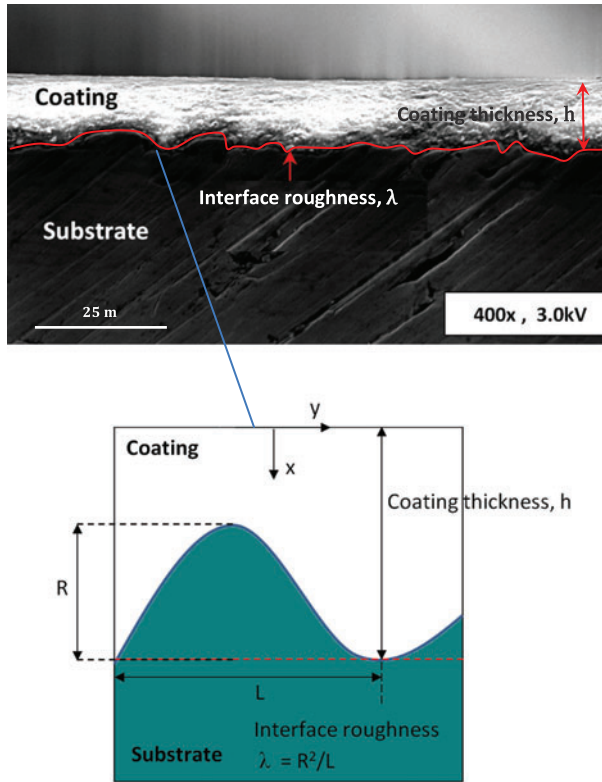 Coating
Coating thickness, h
Interface roughness, λ
Substrate
25 m
400x , 3.0kV
y
Coating
x
Coating thickness, h
R
L
Interface roughness
λ = R²/L
Substrate